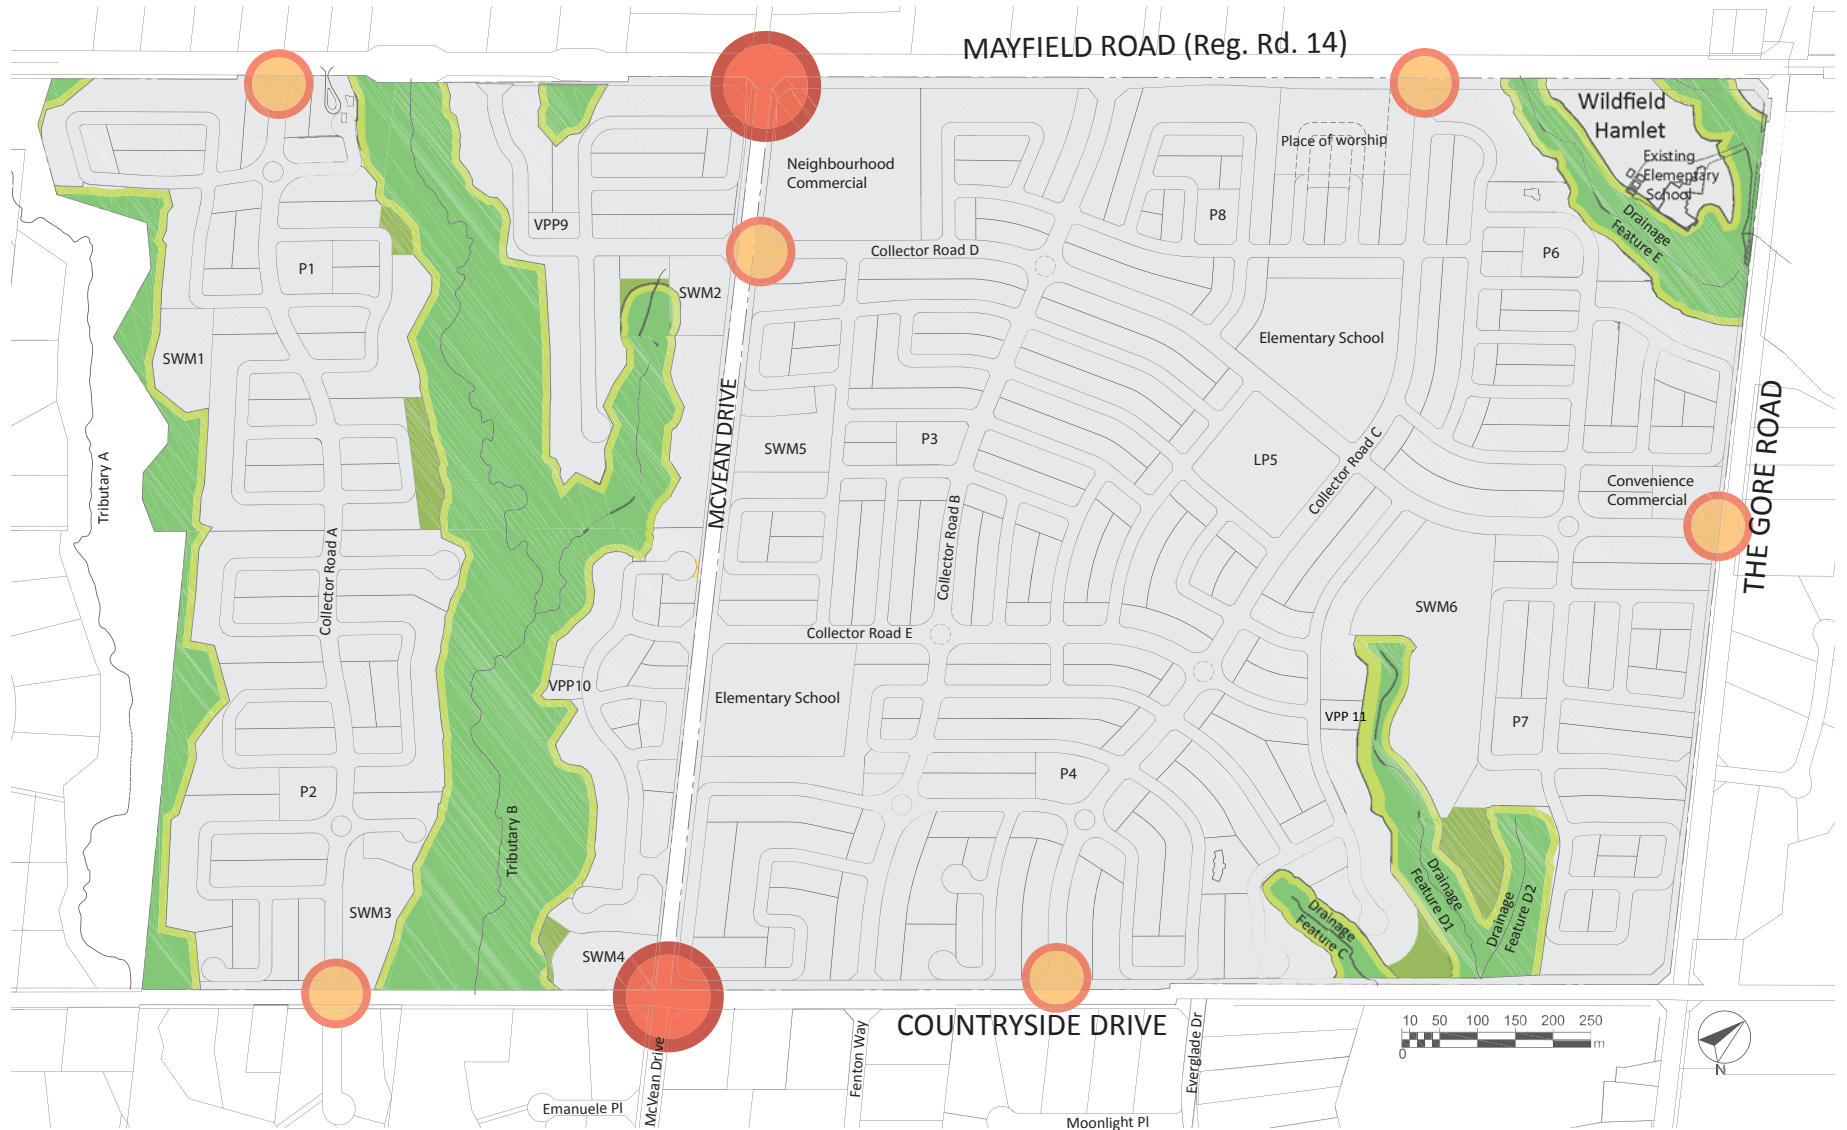 MAYFIELD ROAD (Reg. Rd. 14)
Wildfield
Hamlet
Existing
Elementary
School
Place of worship
Neighbourhood
Commercial
P8
VPP9
Drainage
Feature E
Collector Road D
P6
P1
SWM2
Elementary School
SWM1
MCVEAN DRIVE
THE GORE ROAD
P3
SWM5
LP5
Collector Road C
Tributary A
Convenience
Commercial
Collector Road B
Collector Road A
SWM6
Collector Road E
VPP10
Elementary School
VPP 11
P7
P4
P2
Tributary B
Drainage
Feature D1
Drainage
Feature D2
SWM3
Drainage
Feature C
SWM4
COUNTRYSIDE DRIVE
10 50 100 150 200 250
m
0
N
McVean Drive
Fenton Way
Everglade Dr
Emanuele Pl
Moonlight Pl